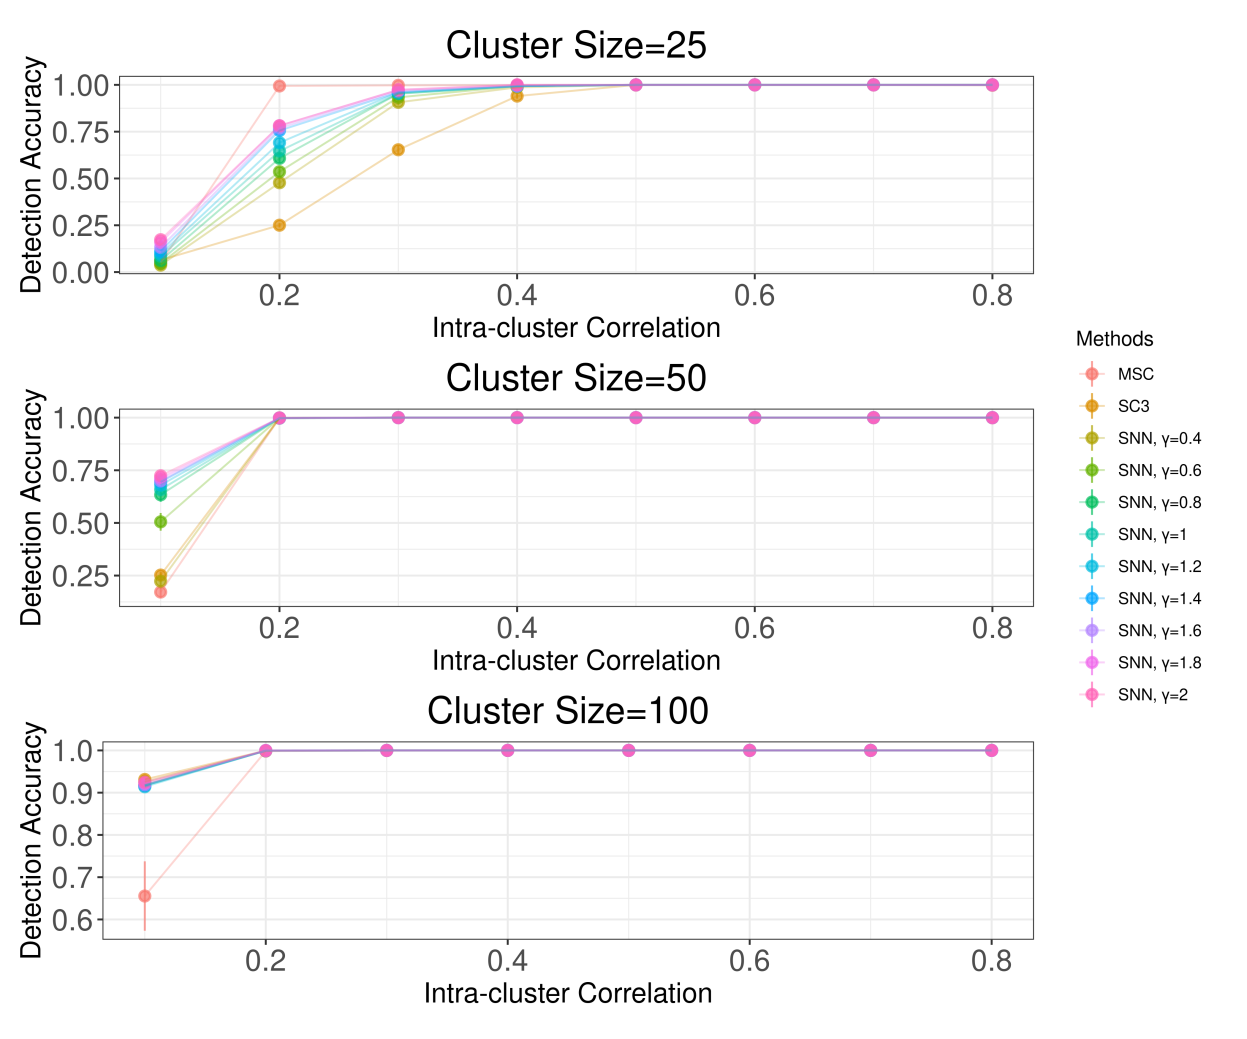 Cluster Size=25
Detection Accuracy
1.00
0.75
0.50
0.25
0.00
0.2 0.4 0.6 0.8
Intra-cluster Correlation
Cluster Size=50
Detection Accuracy
1.00
0.75
0.50
0.25
0.2 0.4 0.6 0.8
Intra-cluster Correlation
Cluster Size=100
Detection Accuracy
1.0
0.9
0.8
0.7
0.6
0.2 0.4 0.6 0.8
Intra-cluster Correlation
Methods
MSC
SC3
SNN, γ=0.4
SNN, γ=0.6
SNN, γ=0.8
SNN, γ=1
SNN, γ=1.2
SNN, γ=1.4
SNN, γ=1.6
SNN, γ=1.8
SNN, γ=2